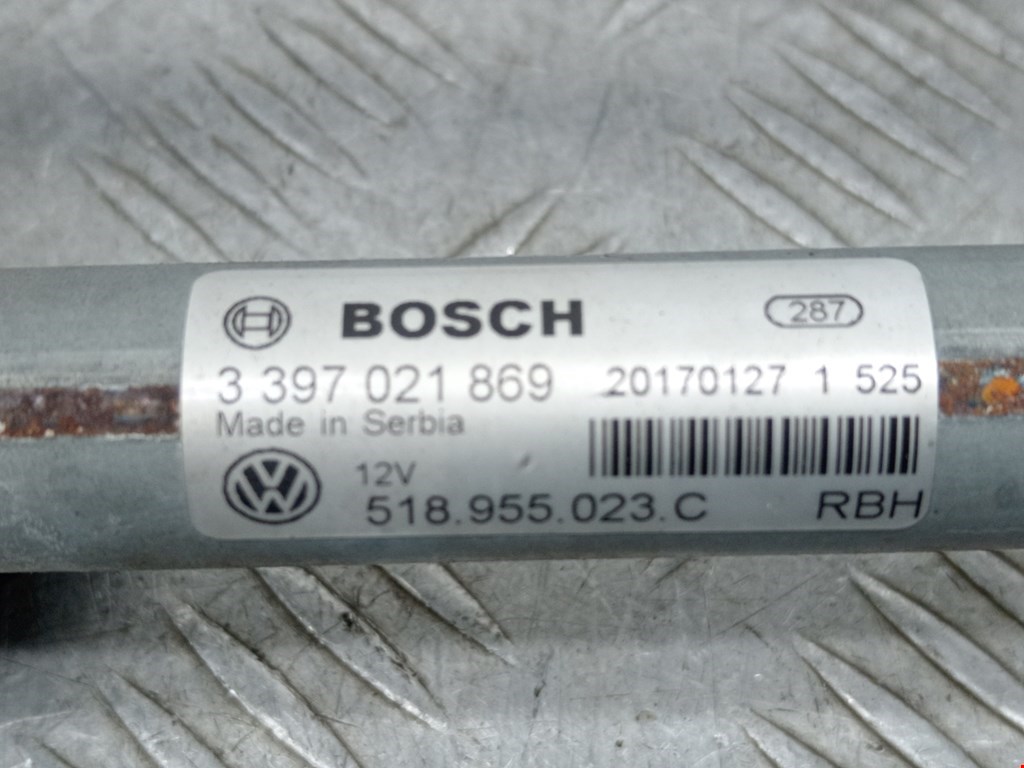 BOSCH 287
3 397 021 869 20170127 1 525
Made in Serbia
12V
518.955.023.C RBH